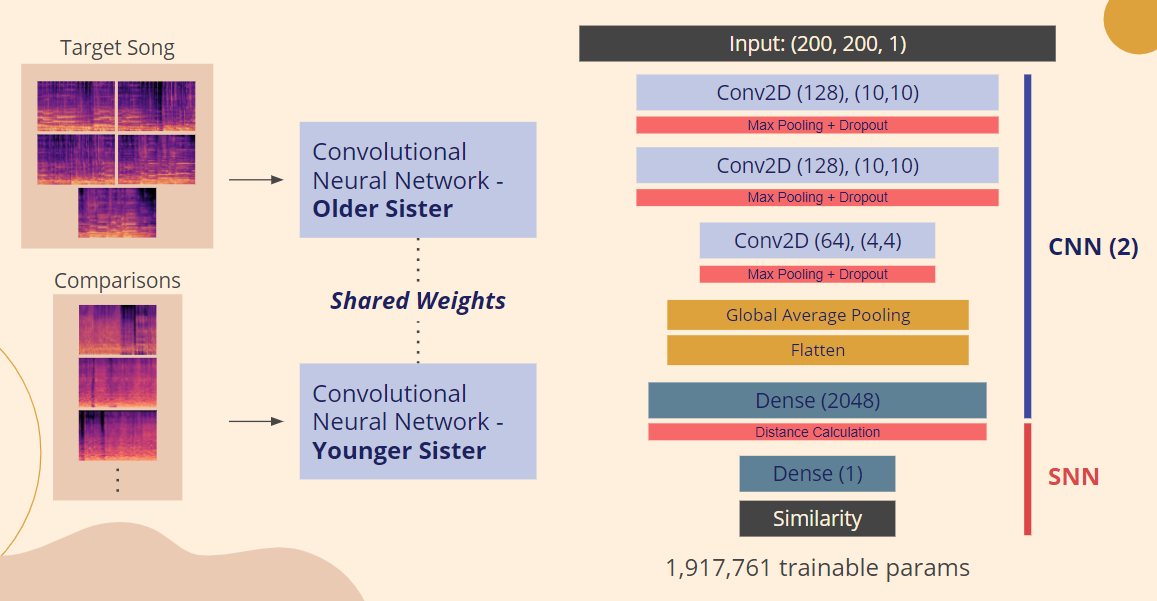 Target Song
Convolutional
Neural Network -
Older Sister
Shared Weights
Comparisons
Convolutional
Neural Network -
Younger Sister
Input: (200, 200, 1)
Conv2D (128), (10,10)
Max Pooling + Dropout
Conv2D (128), (10,10)
Max Pooling + Dropout
Conv2D (64), (4,4)
Max Pooling + Dropout
Global Average Pooling
Flatten
Dense (2048)
Distance Calculation
Dense (1)
Similarity
CNN (2)
SNN
1,917,761 trainable params